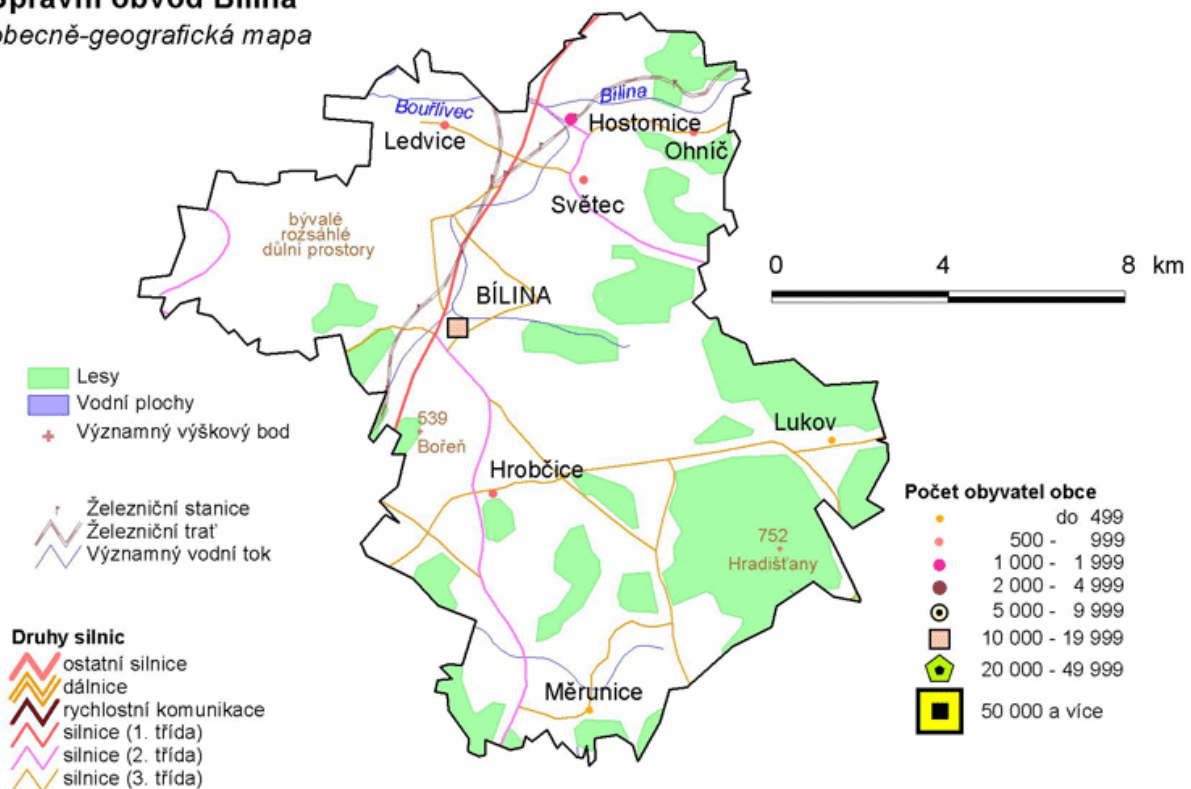 Správní obvod Bílina
obecně-geografická mapa
Bouřlivec
Bílina
Ledvice
Hostomice
Ohníč
Světec
bývalé
rozsáhlé
důlní prostory
0 4 8 km
BÍLINA
Lesy
Vodní plochy
Významný výškový bod
539
Bořeň
Lukov
Hrobčice
Železniční stanice
Železniční trať
Významný vodní tok
752
Hradišťany
Počet obyvatel obce
do 499
500 - 999
1 000 - 1 999
2 000 - 4 999
5 000 - 9 999
10 000 - 19 999
20 000 - 49 999
50 000 a více
Měrunice
Druhy silnic
ostatní silnice
dálnice
rychlostní komunikace
silnice (1. třída)
silnice (2. třída)
silnice (3. třída)